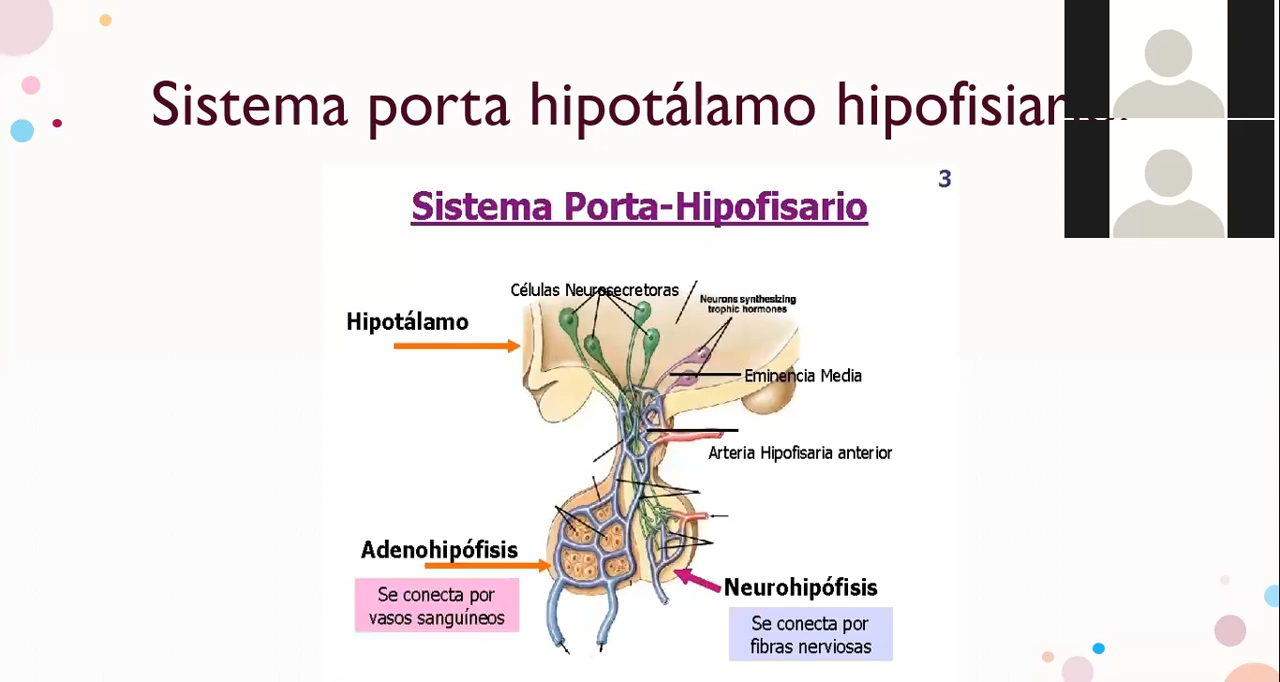 Sistema porta hipotálamo
3
Sistema Porta-Hipofisario
Células Neurosecretoras
Neurons synthesizing
trophic hormones
Hipotálamo
Eminencia Media
Arteria Hipofisaria anterior
Adenohipófisis
Se conecta por
vasos sanguíneos
Neurohipófisis
Se conecta por
fibras nerviosas